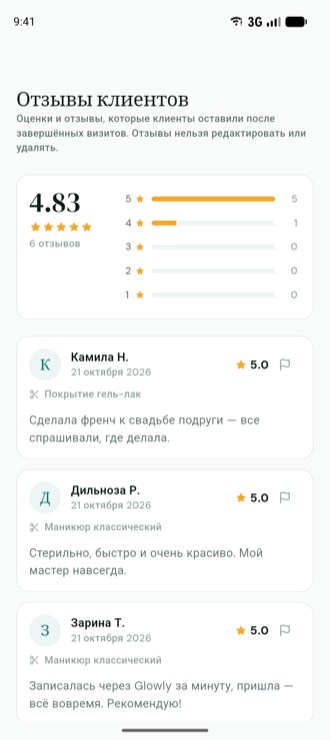 9:41
3G
Отзывы клиентов
Оценки и отзывы, которые клиенты оставили после
завершённых визитов. Отзывы нельзя редактировать или
удалять.
4.83
6 отзывов
5 5
4 1
3 0
2 0
1 0
К
Камила Н.
21 октября 2026
5.0
Покрытие гель-лак
Сделала френч к свадьбе подруги — все
спрашивали, где делала.
Д
Дильноза Р.
21 октября 2026
5.0
Маникюр классический
Стерильно, быстро и очень красиво. Мой
мастер навсегда.
З
Зарина Т.
21 октября 2026
5.0
Маникюр классический
Записалась через Glowly за минуту, пришла —
всё вовремя. Рекомендую!